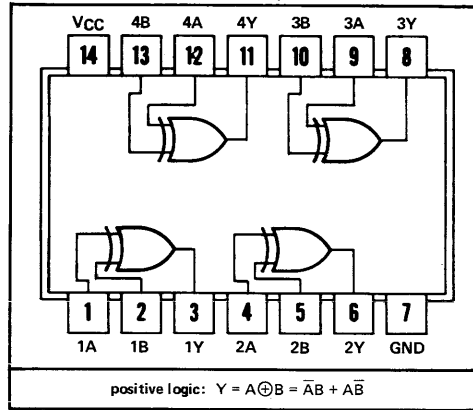 VCC 4B 4A 4Y 3B 3A 3Y
14 13 12 11 10 9 8
1 2 3 4 5 6 7
1A 1B 1Y 2A 2B 2Y GND
positive logic: Y = A⊕B = A̅B + AB̅